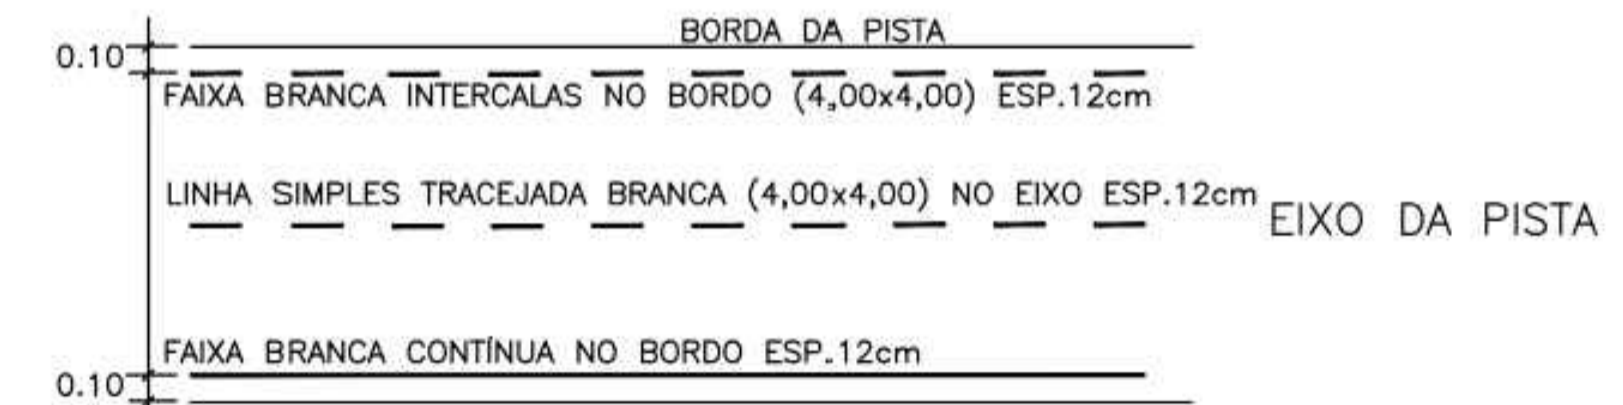 BORDA DA PISTA
0.10
FAIXA BRANCA INTERCALAS NO BORDO (4,00x4,00) ESP.12cm
LINHA SIMPLES TRACEJADA BRANCA (4,00x4,00) NO EIXO ESP.12cm
EIXO DA PISTA
FAIXA BRANCA CONTÍNUA NO BORDO ESP.12cm
0.10